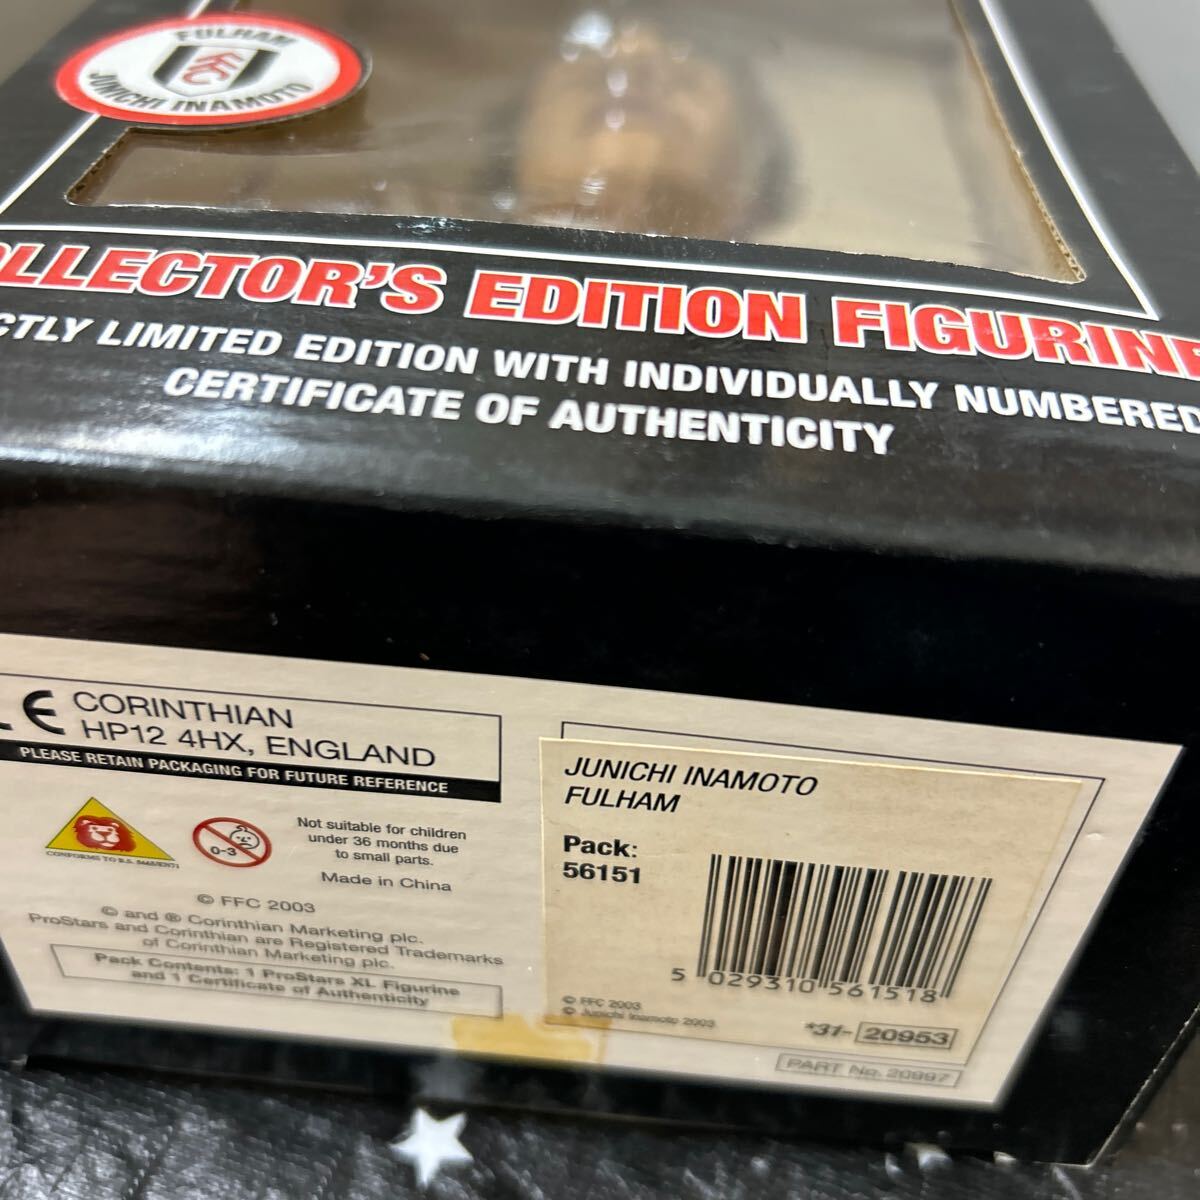 FULHAM
FFC
JUNICHI INAMOTO
OLLECTOR'S EDITION FIGURINE
CTLY LIMITED EDITION WITH INDIVIDUALLY NUMBERED
CERTIFICATE OF AUTHENTICITY
CE CORINTHIAN
HP12 4HX, ENGLAND
PLEASE RETAIN PACKAGING FOR FUTURE REFERENCE
0-3
Not suitable for children
under 36 months due
to small parts.
Made in China
© FFC 2003
© and ® Corinthian Marketing plc.
ProStars and Corinthian are Registered Trademarks
of Corinthian Marketing plc.
Pack Contents: 1 ProStars XL Figurine
and 1 Certificate of Authenticity
JUNICHI INAMOTO
FULHAM
Pack:
56151
5 029310 561518
© FFC 2003
© Junichi Inamoto 2003
*31- 20953
PART No. 20997